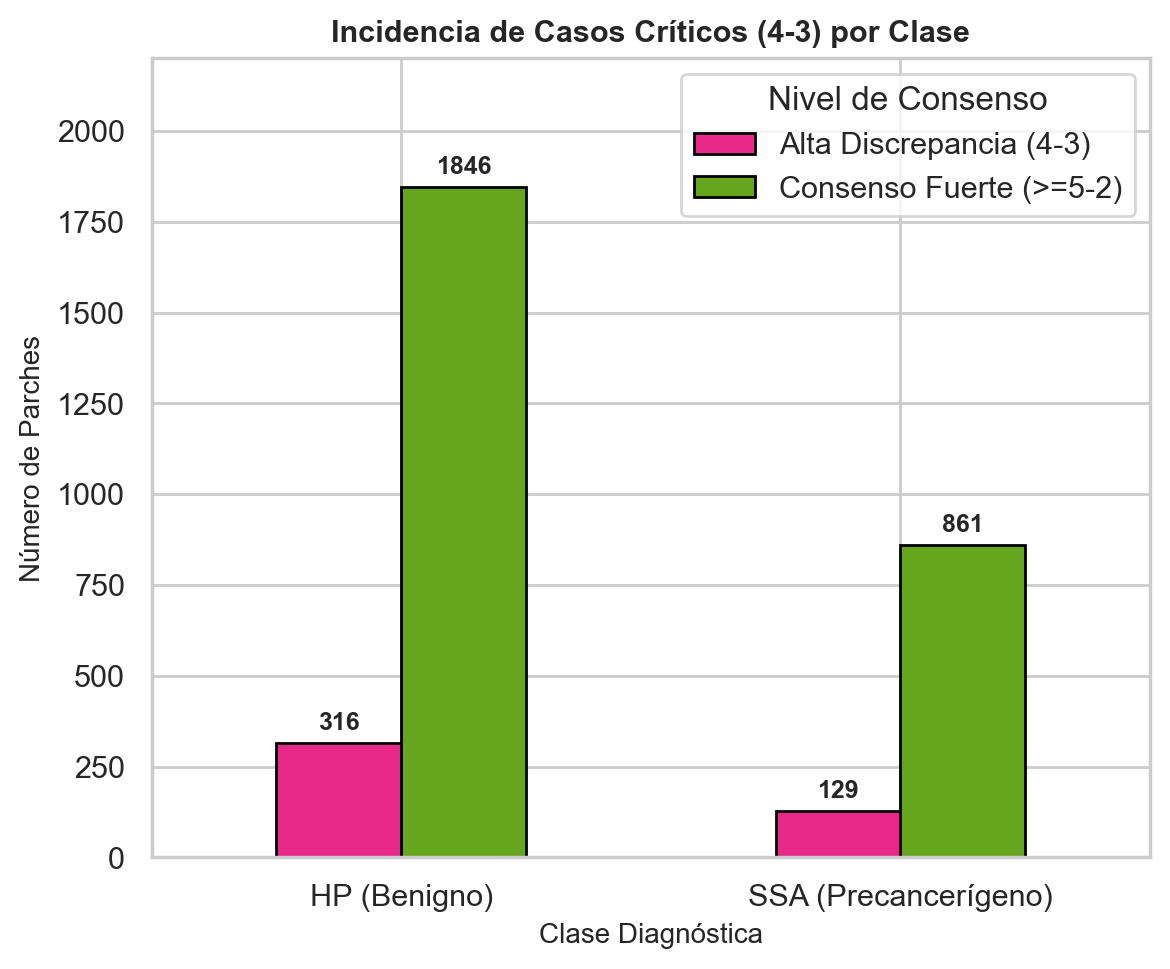 Incidencia de Casos Críticos (4-3) por Clase
Nivel de Consenso
Alta Discrepancia (4-3)
Consenso Fuerte (>=5-2)
Número de Parches
2000
1750
1500
1250
1000
750
500
250
0
316
1846
129
861
HP (Benigno)
SSA (Precancerígeno)
Clase Diagnóstica